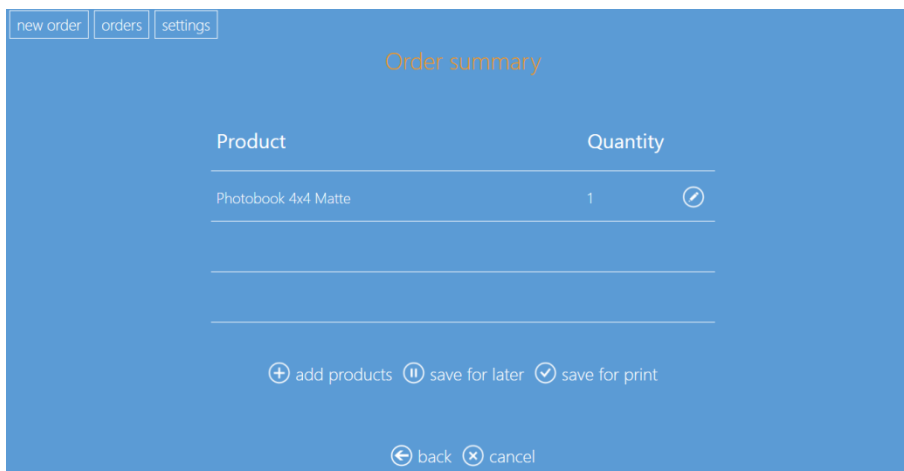 new order orders settings
Order summary
Product Quantity
Photobook 4x4 Matte 1
add products save for later save for print
back cancel